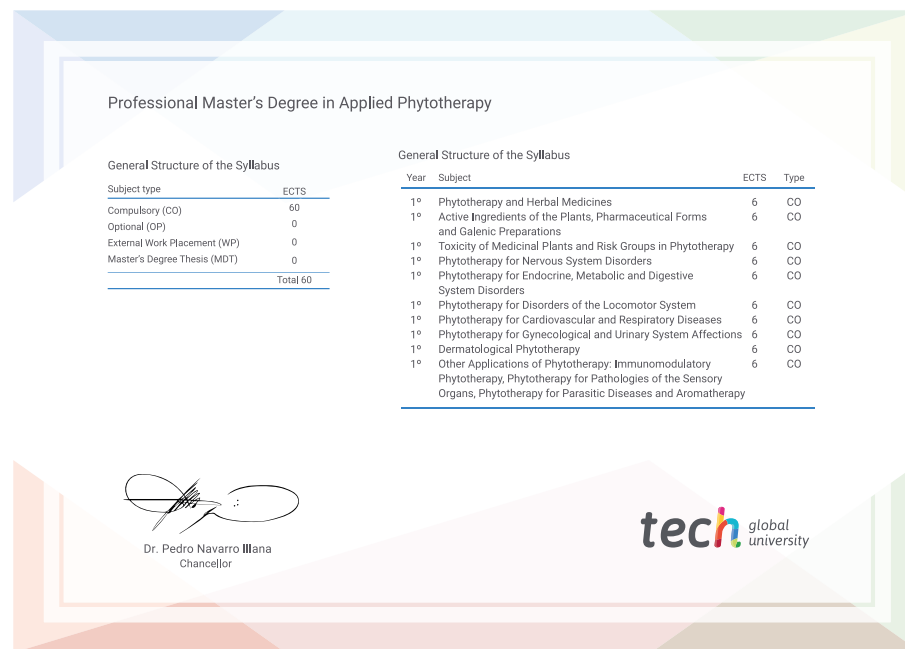 Professional Master's Degree in Applied Phytotherapy
General Structure of the Syllabus
Subject type ECTS
Compulsory (CO) 60
Optional (OP) 0
External Work Placement (WP) 0
Master's Degree Thesis (MDT) 0
Total 60
General Structure of the Syllabus
Year Subject ECTS Type
1º Phytotherapy and Herbal Medicines 6 CO
1º Active Ingredients of the Plants, Pharmaceutical Forms 6 CO
and Galenic Preparations
1º Toxicity of Medicinal Plants and Risk Groups in Phytotherapy 6 CO
1º Phytotherapy for Nervous System Disorders 6 CO
1º Phytotherapy for Endocrine, Metabolic and Digestive 6 CO
System Disorders
1º Phytotherapy for Disorders of the Locomotor System 6 CO
1º Phytotherapy for Cardiovascular and Respiratory Diseases 6 CO
1º Phytotherapy for Gynecological and Urinary System Affections 6 CO
1º Dermatological Phytotherapy 6 CO
1º Other Applications of Phytotherapy: Immunomodulatory 6 CO
Phytotherapy, Phytotherapy for Pathologies of the Sensory
Organs, Phytotherapy for Parasitic Diseases and Aromatherapy
Dr. Pedro Navarro Illana
Chancellor
tech global
university